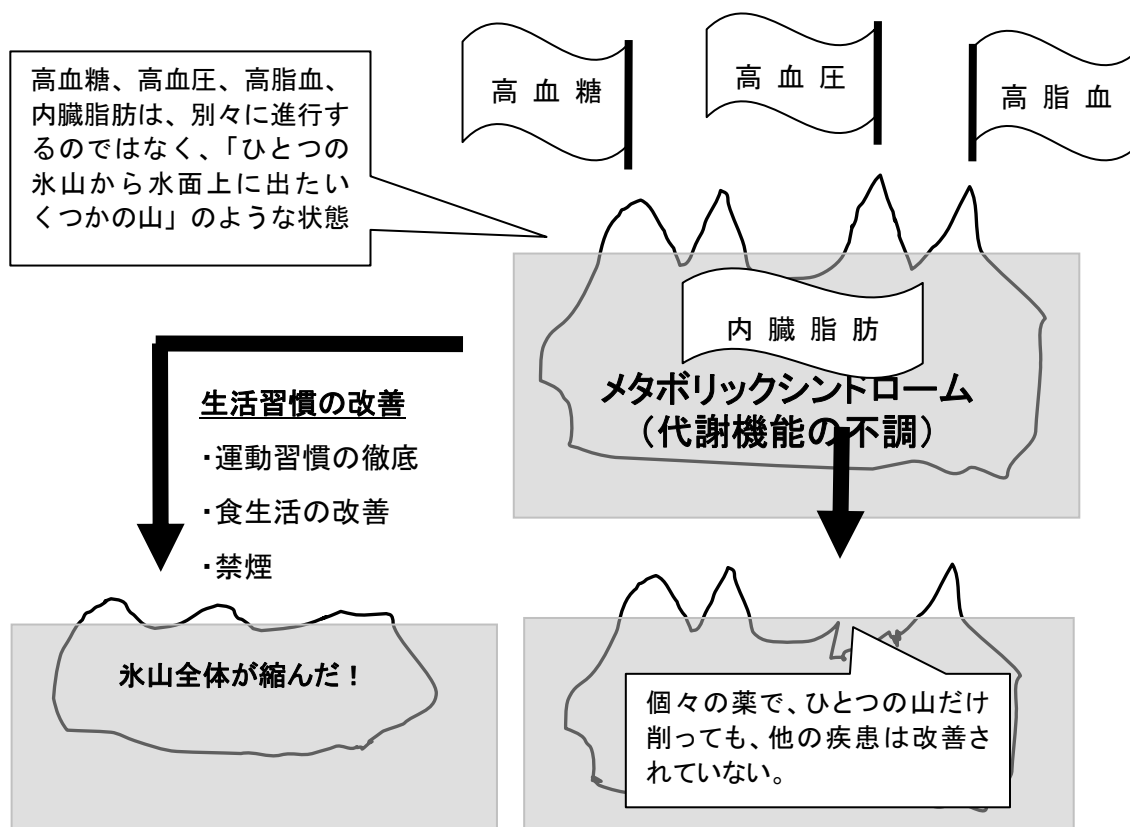 高血糖
高血圧
高脂血
高血糖、高血圧、高脂血、
内臓脂肪は、別々に進行す
るのではなく、「ひとつの
氷山から水面上に出たい
くつかの山」のような状態
内臓脂肪
メタボリックシンドローム
（代謝機能の不調）
生活習慣の改善
・運動習慣の徹底
・食生活の改善
・禁煙
氷山全体が縮んだ！
個々の薬で、ひとつの山だけ
削っても、他の疾患は改善さ
れていない。